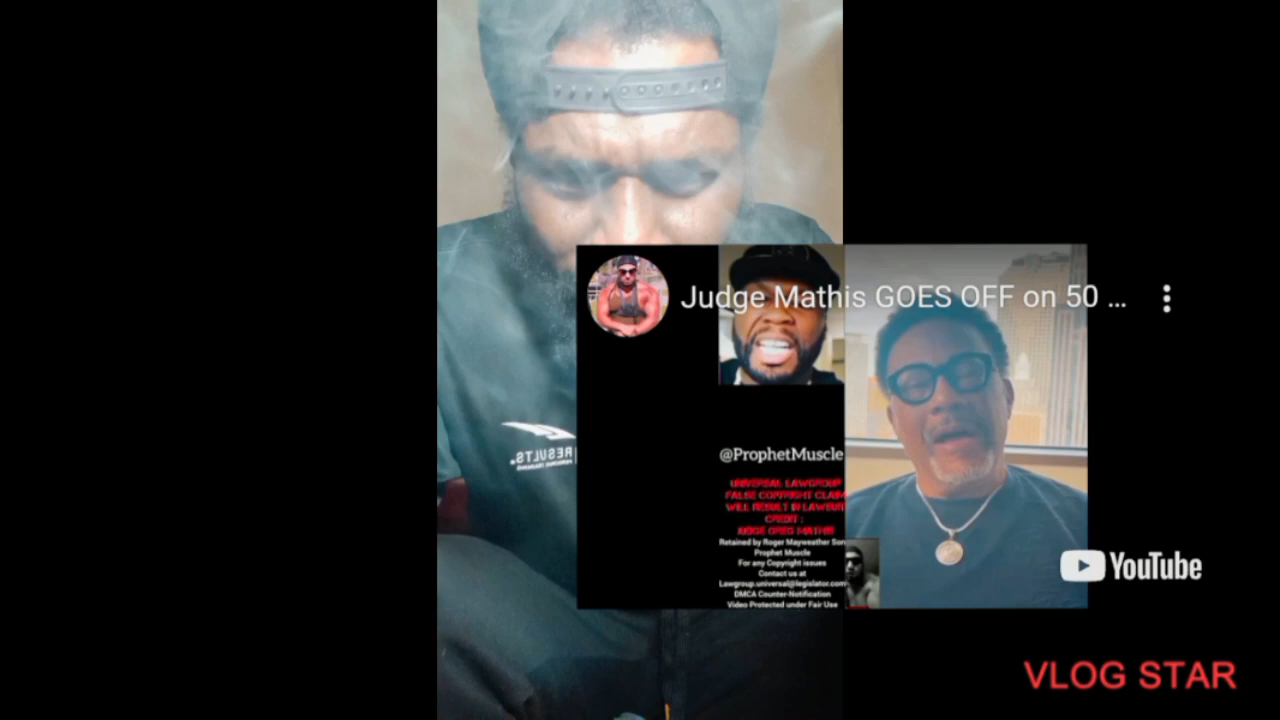 Judge Mathis GOES OFF on 50 ...
RESULTS.
PERSONAL TRAINING
@ProphetMuscle
UNIVERSAL LAWGROUP
FALSE COPYRIGHT CLAIM
WILL RESULT IN LAWSUIT
CREDIT :
JUDGE GREG MATHIS
Retained by Roger Mayweather Son
Prophet Muscle
For any Copyright issues
Contact us at
Lawgroup.universal@legislator.com
DMCA Counter-Notification
Video Protected under Fair Use
YouTube
VLOG STAR